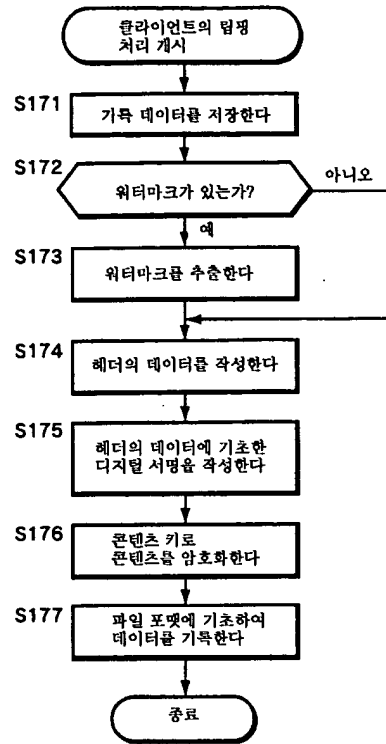 클라이언트의 립핑
처리 개시
S171
기록 데이터를 저장한다
S172
워터마크가 있는가?
아니오
예
S173
워터마크를 추출한다
S174
헤더의 데이터를 작성한다
S175
헤더의 데이터에 기초한
디지털 서명을 작성한다
S176
콘텐츠 키로
콘텐츠를 암호화한다
S177
파일 포맷에 기초하여
데이터를 기록한다
종료